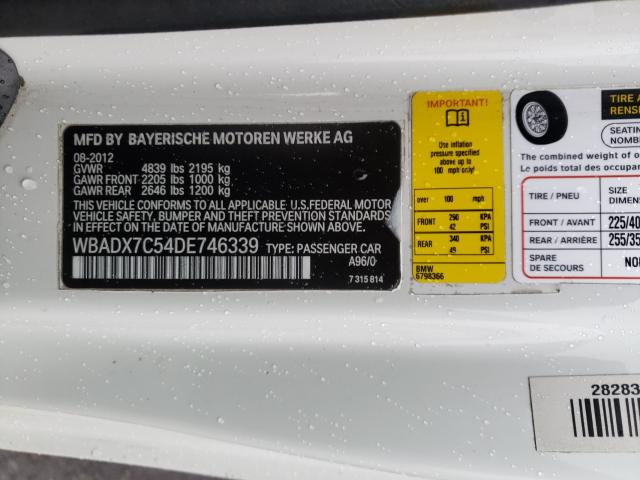 MFD BY BAYERISCHE MOTOREN WERKE AG
08-2012
GVWR 4839 lbs 2195 kg
GAWR FRONT 2205 lbs 1000 kg
GAWR REAR 2646 lbs 1200 kg
THIS VEHICLE CONFORMS TO ALL APPLICABLE U.S.FEDERAL MOTOR
VEHICLE SAFETY, BUMPER AND THEFT PREVENTION STANDARDS
IN EFFECT ON THE DATE OF MANUFACTURE SHOWN ABOVE.
WBADX7C54DE746339 TYPE: PASSENGER CAR
A96/0
7 315 814
IMPORTANT!
Use inflation
pressure below
for speeds up to
100 mph only!
over 100 mph
FRONT 290 KPA
42 PSI
REAR 340 KPA
49 PSI
BMW
6798366
TIRE A
RENSE
SEATIN
NOMB
The combined weight of o
Le poids total des occupa
TIRE / PNEU SIZE
DIMENS
FRONT / AVANT 225/40
REAR / ARRIÈRE 255/35
SPARE
DE SECOURS NO
28283